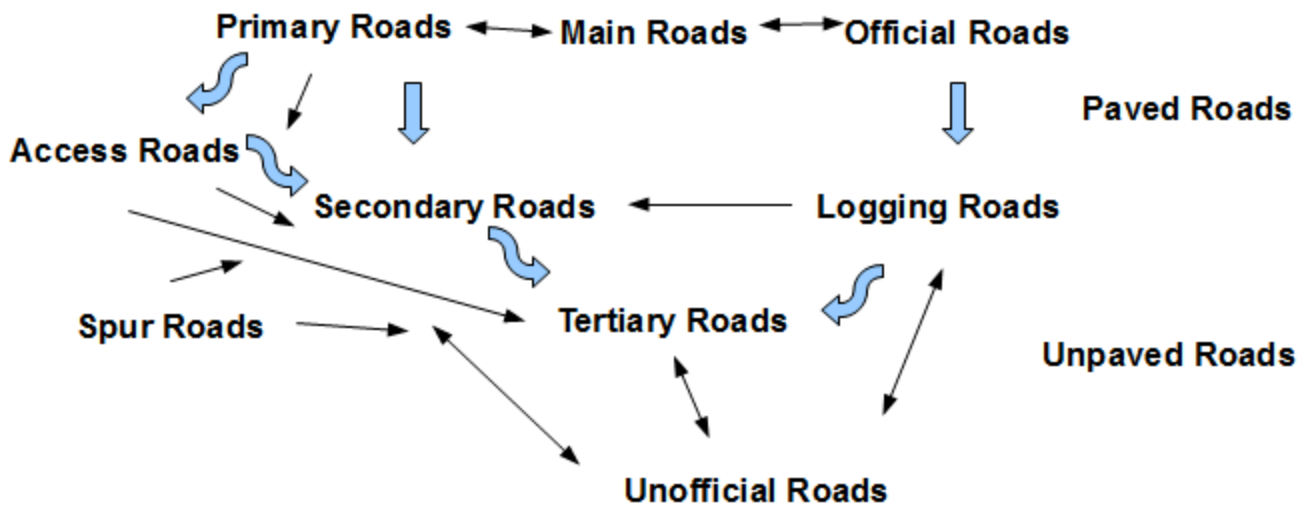 Primary Roads
Main Roads
Official Roads
Paved Roads
Access Roads
Secondary Roads
Logging Roads
Spur Roads
Tertiary Roads
Unpaved Roads
Unofficial Roads